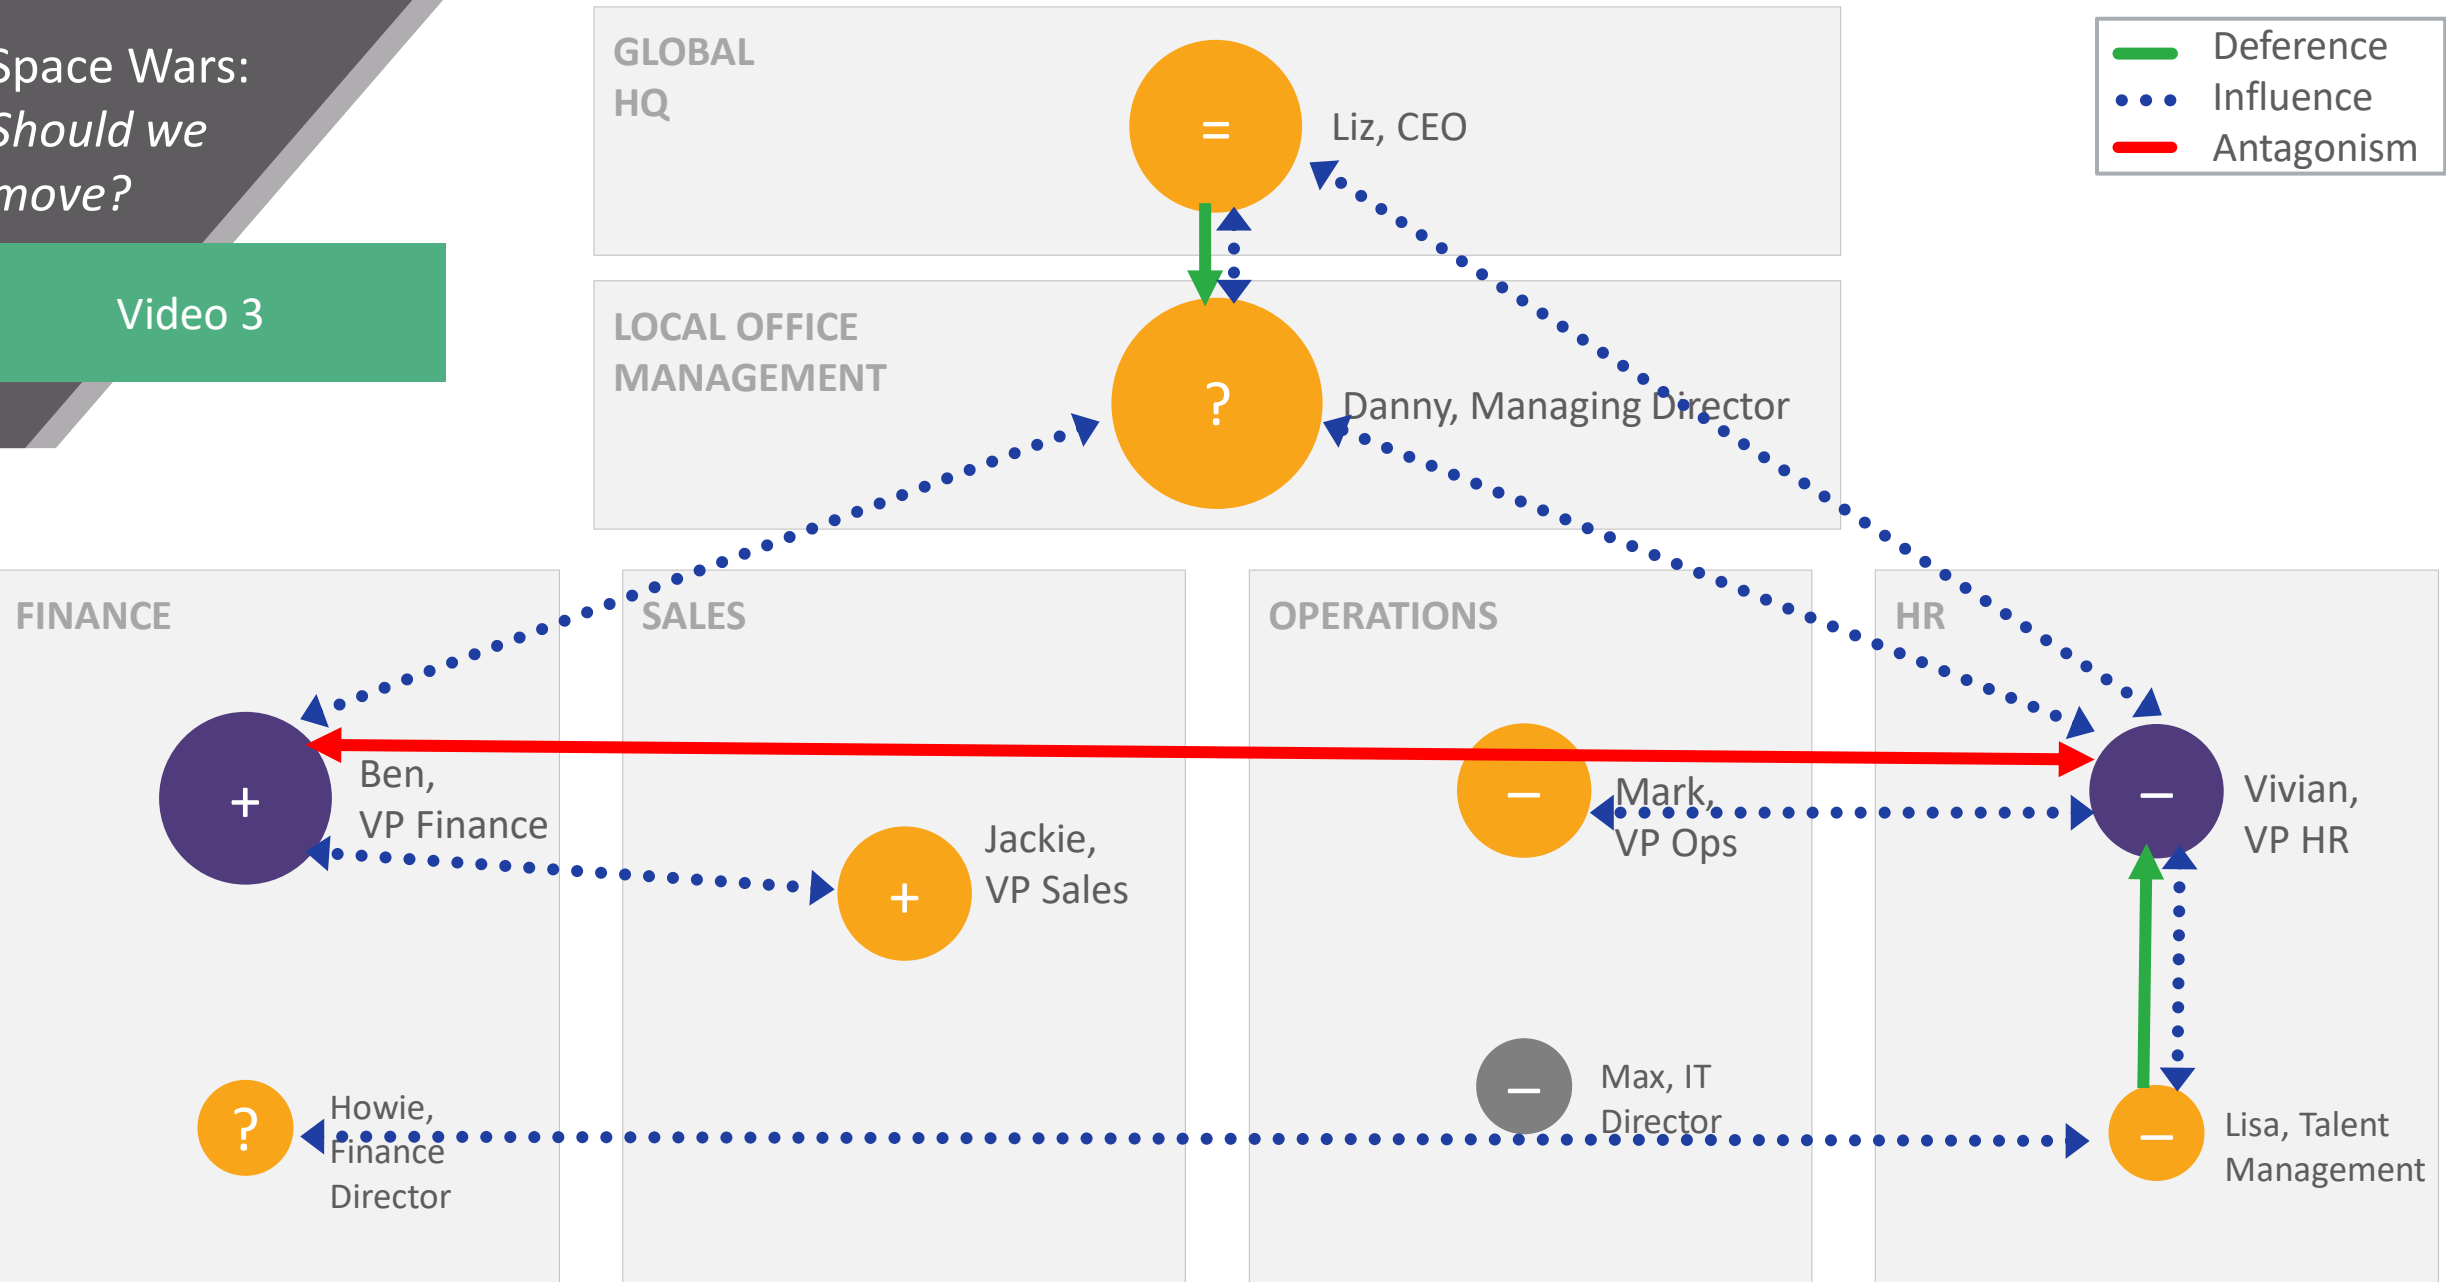 Space Wars:
Should we
move?
Video 3
GLOBAL
HQ
=
Liz, CEO
Deference
Influence
Antagonism
LOCAL OFFICE
MANAGEMENT
?
Danny, Managing Director
FINANCE
+
Ben,
VP Finance
?
Howie,
Finance
Director
SALES
+
Jackie,
VP Sales
OPERATIONS
–
Mark,
VP Ops
–
Max, IT
Director
HR
–
Vivian,
VP HR
–
Lisa, Talent
Management